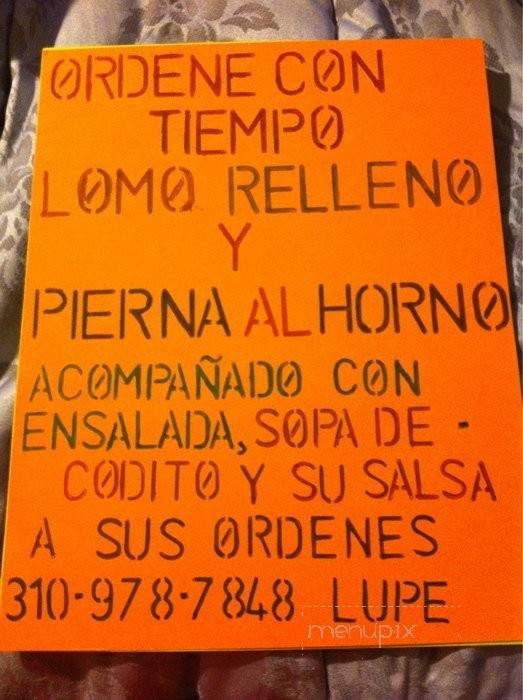 ORDENE CON
TIEMPO
LOMO RELLENO
Y
PIERNA AL HORNO
ACOMPAÑADO CON
ENSALADA, SOPA DE -
CODITO Y SU SALSA
A SUS ORDENES
310-978-7848 LUPE
menupix